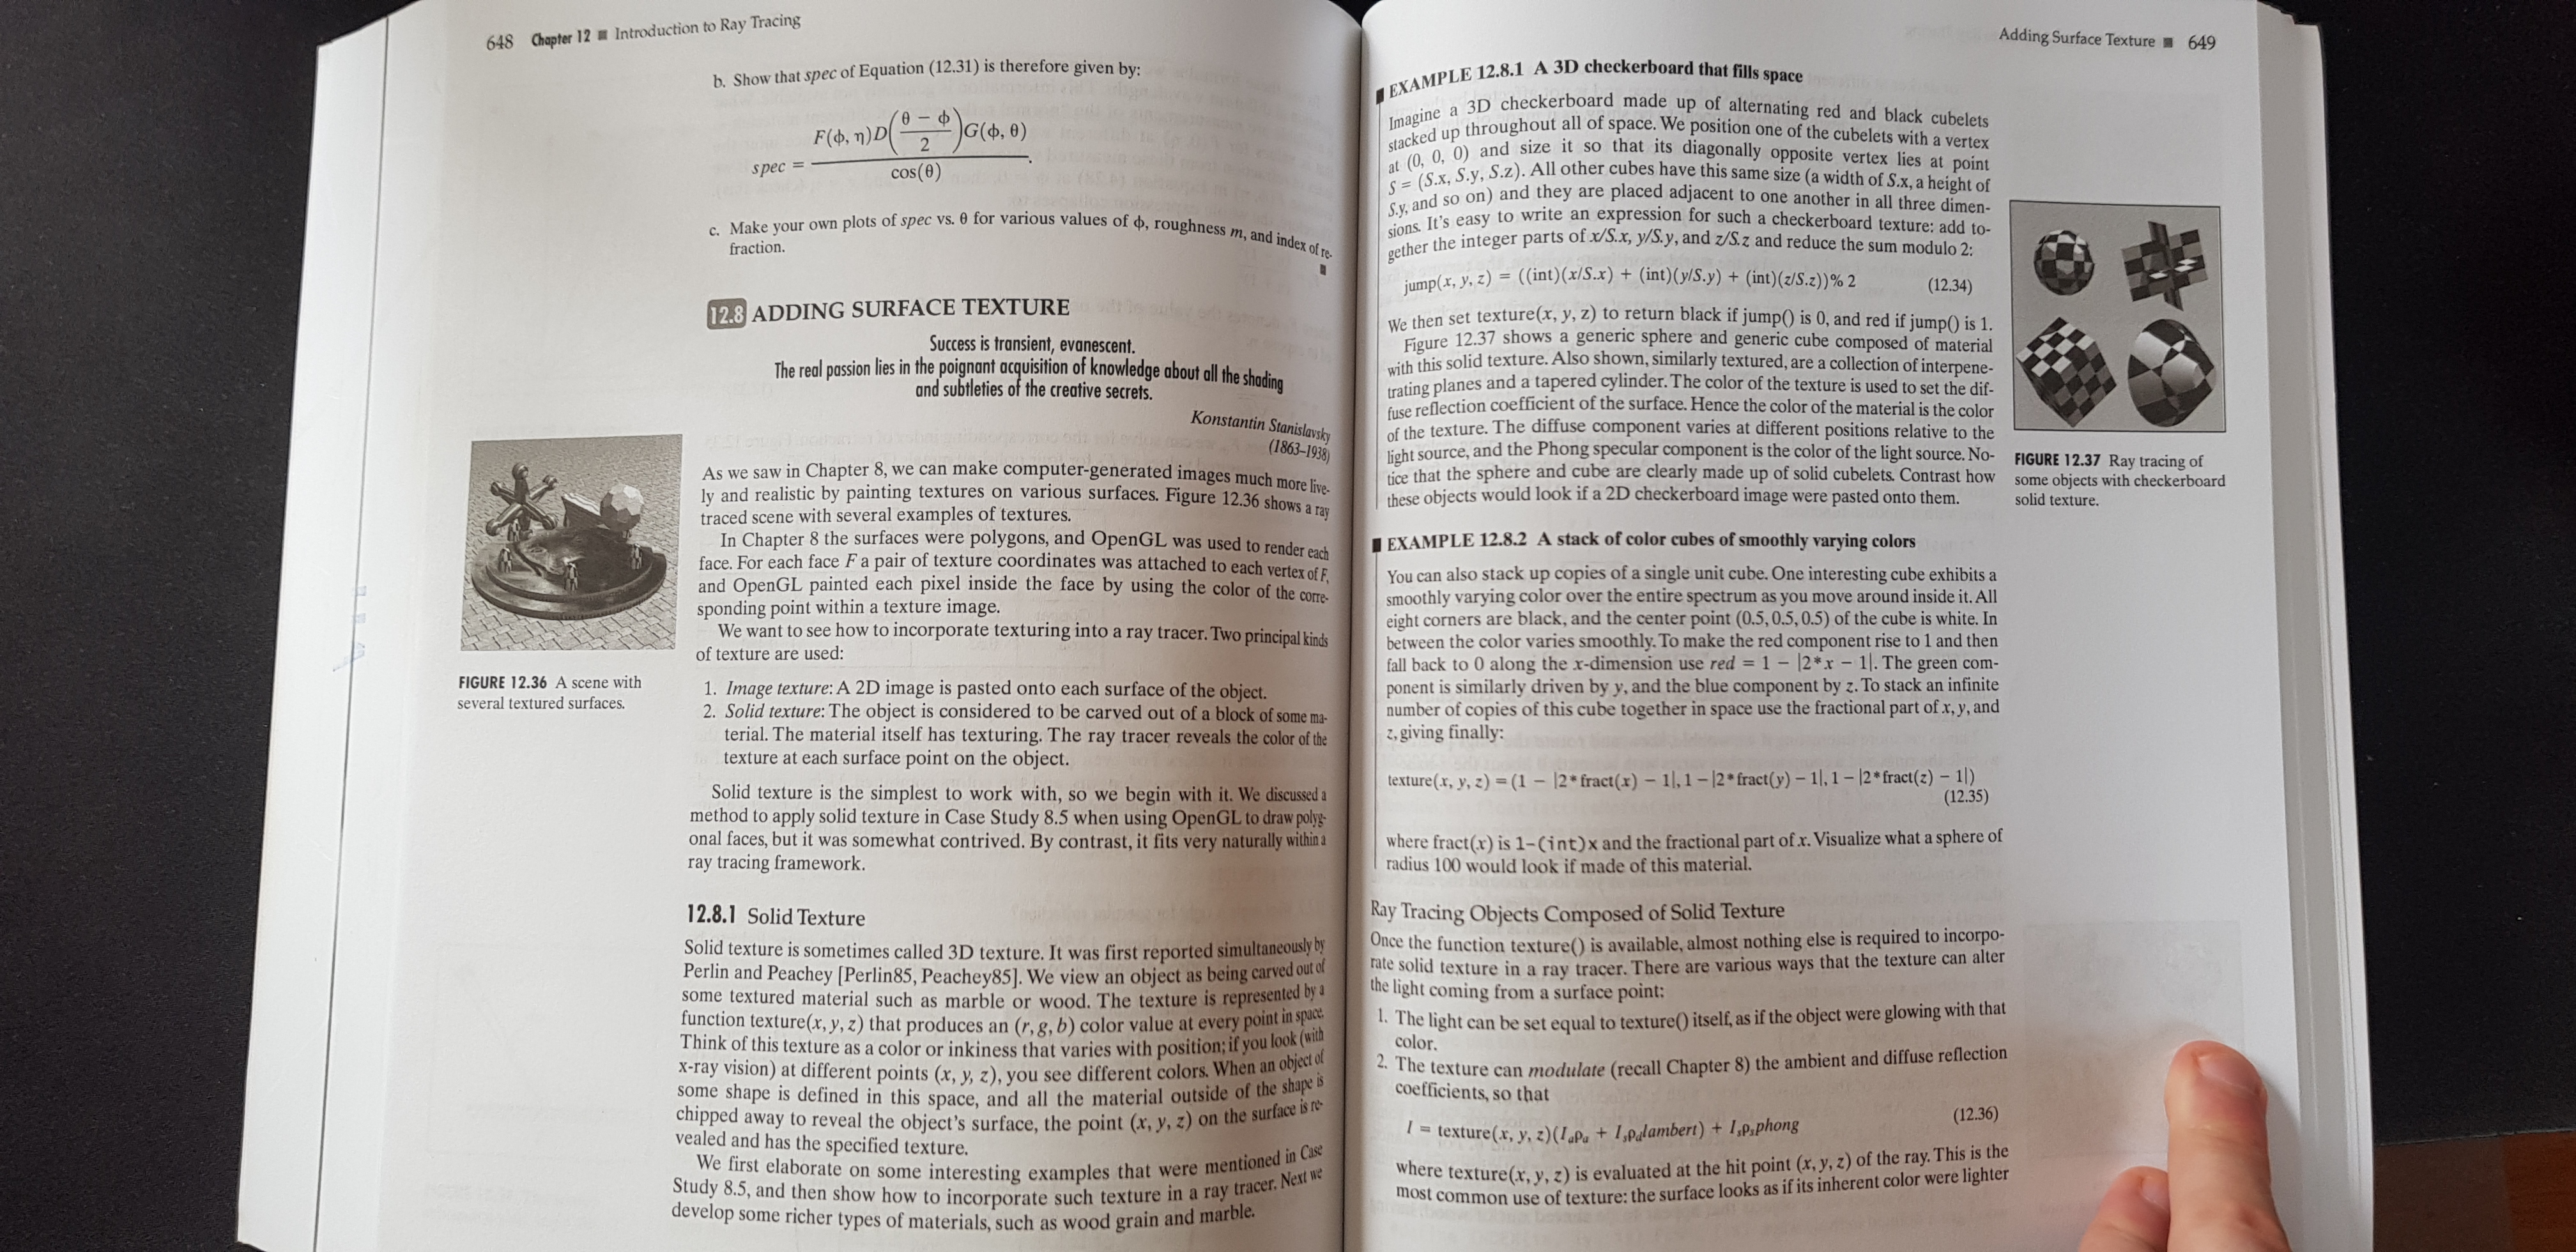 648 Chapter 12 ■ Introduction to Ray Tracing
b. Show that spec of Equation (12.31) is therefore given by:
spec = F(ϕ, η)D((θ − ϕ)/2)G(ϕ, θ) / cos(θ) .
c. Make your own plots of spec vs. θ for various values of ϕ, roughness m, and index of re-
fraction.
■
12.8 ADDING SURFACE TEXTURE
Success is transient, evanescent.
The real passion lies in the poignant acquisition of knowledge about all the shading
and subtleties of the creative secrets.
Konstantin Stanislavsky
(1863–1938)
As we saw in Chapter 8, we can make computer-generated images much more live-
ly and realistic by painting textures on various surfaces. Figure 12.36 shows a ray
traced scene with several examples of textures.
In Chapter 8 the surfaces were polygons, and OpenGL was used to render each
face. For each face F a pair of texture coordinates was attached to each vertex of F,
and OpenGL painted each pixel inside the face by using the color of the corre-
sponding point within a texture image.
We want to see how to incorporate texturing into a ray tracer. Two principal kinds
of texture are used:
FIGURE 12.36 A scene with
several textured surfaces.
1. Image texture: A 2D image is pasted onto each surface of the object.
2. Solid texture: The object is considered to be carved out of a block of some ma-
terial. The material itself has texturing. The ray tracer reveals the color of the
texture at each surface point on the object.
Solid texture is the simplest to work with, so we begin with it. We discussed a
method to apply solid texture in Case Study 8.5 when using OpenGL to draw polyg-
onal faces, but it was somewhat contrived. By contrast, it fits very naturally within a
ray tracing framework.
12.8.1 Solid Texture
Solid texture is sometimes called 3D texture. It was first reported simultaneously by
Perlin and Peachey [Perlin85, Peachey85]. We view an object as being carved out of
some textured material such as marble or wood. The texture is represented by a
function texture(x, y, z) that produces an (r, g, b) color value at every point in space.
Think of this texture as a color or inkiness that varies with position; if you look (with
x-ray vision) at different points (x, y, z), you see different colors. When an object of
some shape is defined in this space, and all the material outside of the shape is
chipped away to reveal the object's surface, the point (x, y, z) on the surface is re-
vealed and has the specified texture.
We first elaborate on some interesting examples that were mentioned in Case
Study 8.5, and then show how to incorporate such texture in a ray tracer. Next we
develop some richer types of materials, such as wood grain and marble.
Adding Surface Texture ■ 649
■ EXAMPLE 12.8.1 A 3D checkerboard that fills space
Imagine a 3D checkerboard made up of alternating red and black cubelets
stacked up throughout all of space. We position one of the cubelets with a vertex
at (0, 0, 0) and size it so that its diagonally opposite vertex lies at point
S = (S.x, S.y, S.z). All other cubes have this same size (a width of S.x, a height of
S.y, and so on) and they are placed adjacent to one another in all three dimen-
sions. It's easy to write an expression for such a checkerboard texture: add to-
gether the integer parts of x/S.x, y/S.y, and z/S.z and reduce the sum modulo 2:
jump(x, y, z) = ((int)(x/S.x) + (int)(y/S.y) + (int)(z/S.z))% 2 (12.34)
We then set texture(x, y, z) to return black if jump() is 0, and red if jump() is 1.
Figure 12.37 shows a generic sphere and generic cube composed of material
with this solid texture. Also shown, similarly textured, are a collection of interpene-
trating planes and a tapered cylinder. The color of the texture is used to set the dif-
fuse reflection coefficient of the surface. Hence the color of the material is the color
of the texture. The diffuse component varies at different positions relative to the
light source, and the Phong specular component is the color of the light source. No-
tice that the sphere and cube are clearly made up of solid cubelets. Contrast how
these objects would look if a 2D checkerboard image were pasted onto them.
FIGURE 12.37 Ray tracing of
some objects with checkerboard
solid texture.
■ EXAMPLE 12.8.2 A stack of color cubes of smoothly varying colors
You can also stack up copies of a single unit cube. One interesting cube exhibits a
smoothly varying color over the entire spectrum as you move around inside it. All
eight corners are black, and the center point (0.5, 0.5, 0.5) of the cube is white. In
between the color varies smoothly. To make the red component rise to 1 and then
fall back to 0 along the x-dimension use red = 1 − |2*x − 1|. The green com-
ponent is similarly driven by y, and the blue component by z. To stack an infinite
number of copies of this cube together in space use the fractional part of x, y, and
z, giving finally:
texture(x, y, z) = (1 − |2*fract(x) − 1|, 1 − |2*fract(y) − 1|, 1 − |2*fract(z) − 1|)
(12.35)
where fract(x) is 1-(int)x and the fractional part of x. Visualize what a sphere of
radius 100 would look if made of this material.
Ray Tracing Objects Composed of Solid Texture
Once the function texture() is available, almost nothing else is required to incorpo-
rate solid texture in a ray tracer. There are various ways that the texture can alter
the light coming from a surface point:
1. The light can be set equal to texture() itself, as if the object were glowing with that
color.
2. The texture can modulate (recall Chapter 8) the ambient and diffuse reflection
coefficients, so that
I = texture(x, y, z)(Iₐρₐ + Iₛρ_d lambert) + Iₛρₛphong (12.36)
where texture(x, y, z) is evaluated at the hit point (x, y, z) of the ray. This is the
most common use of texture: the surface looks as if its inherent color were lighter